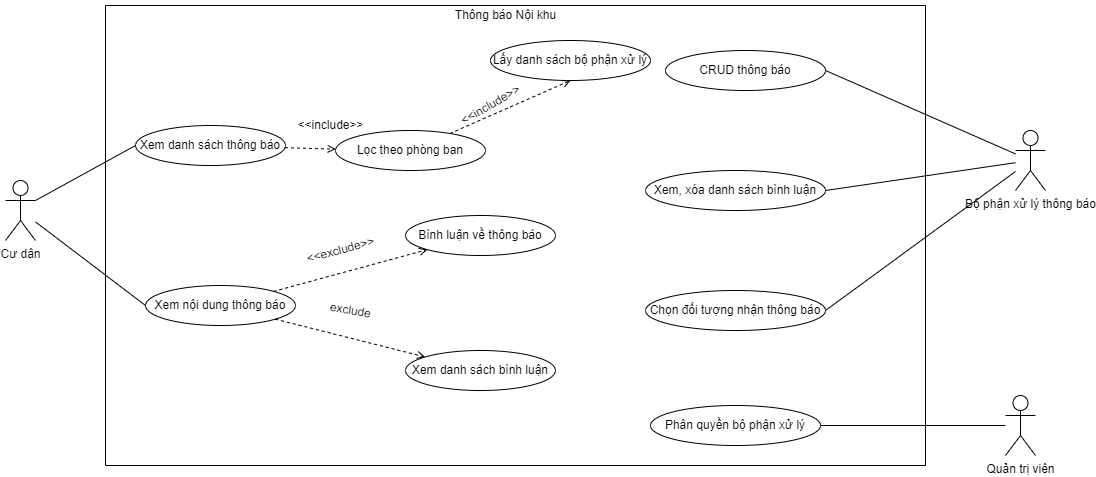 Thông báo Nội khu
Lấy danh sách bộ phận xử lý
CRUD thông báo
<<include>>
<<include>>
Xem danh sách thông báo
Lọc theo phòng ban
Xem, xóa danh sách bình luận
Bộ phận xử lý thông báo
Cư dân
Bình luận về thông báo
<<exclude>>
Xem nội dung thông báo
exclude
Chọn đối tượng nhận thông báo
Xem danh sách bình luận
Phân quyền bộ phận xử lý
Quản trị viên